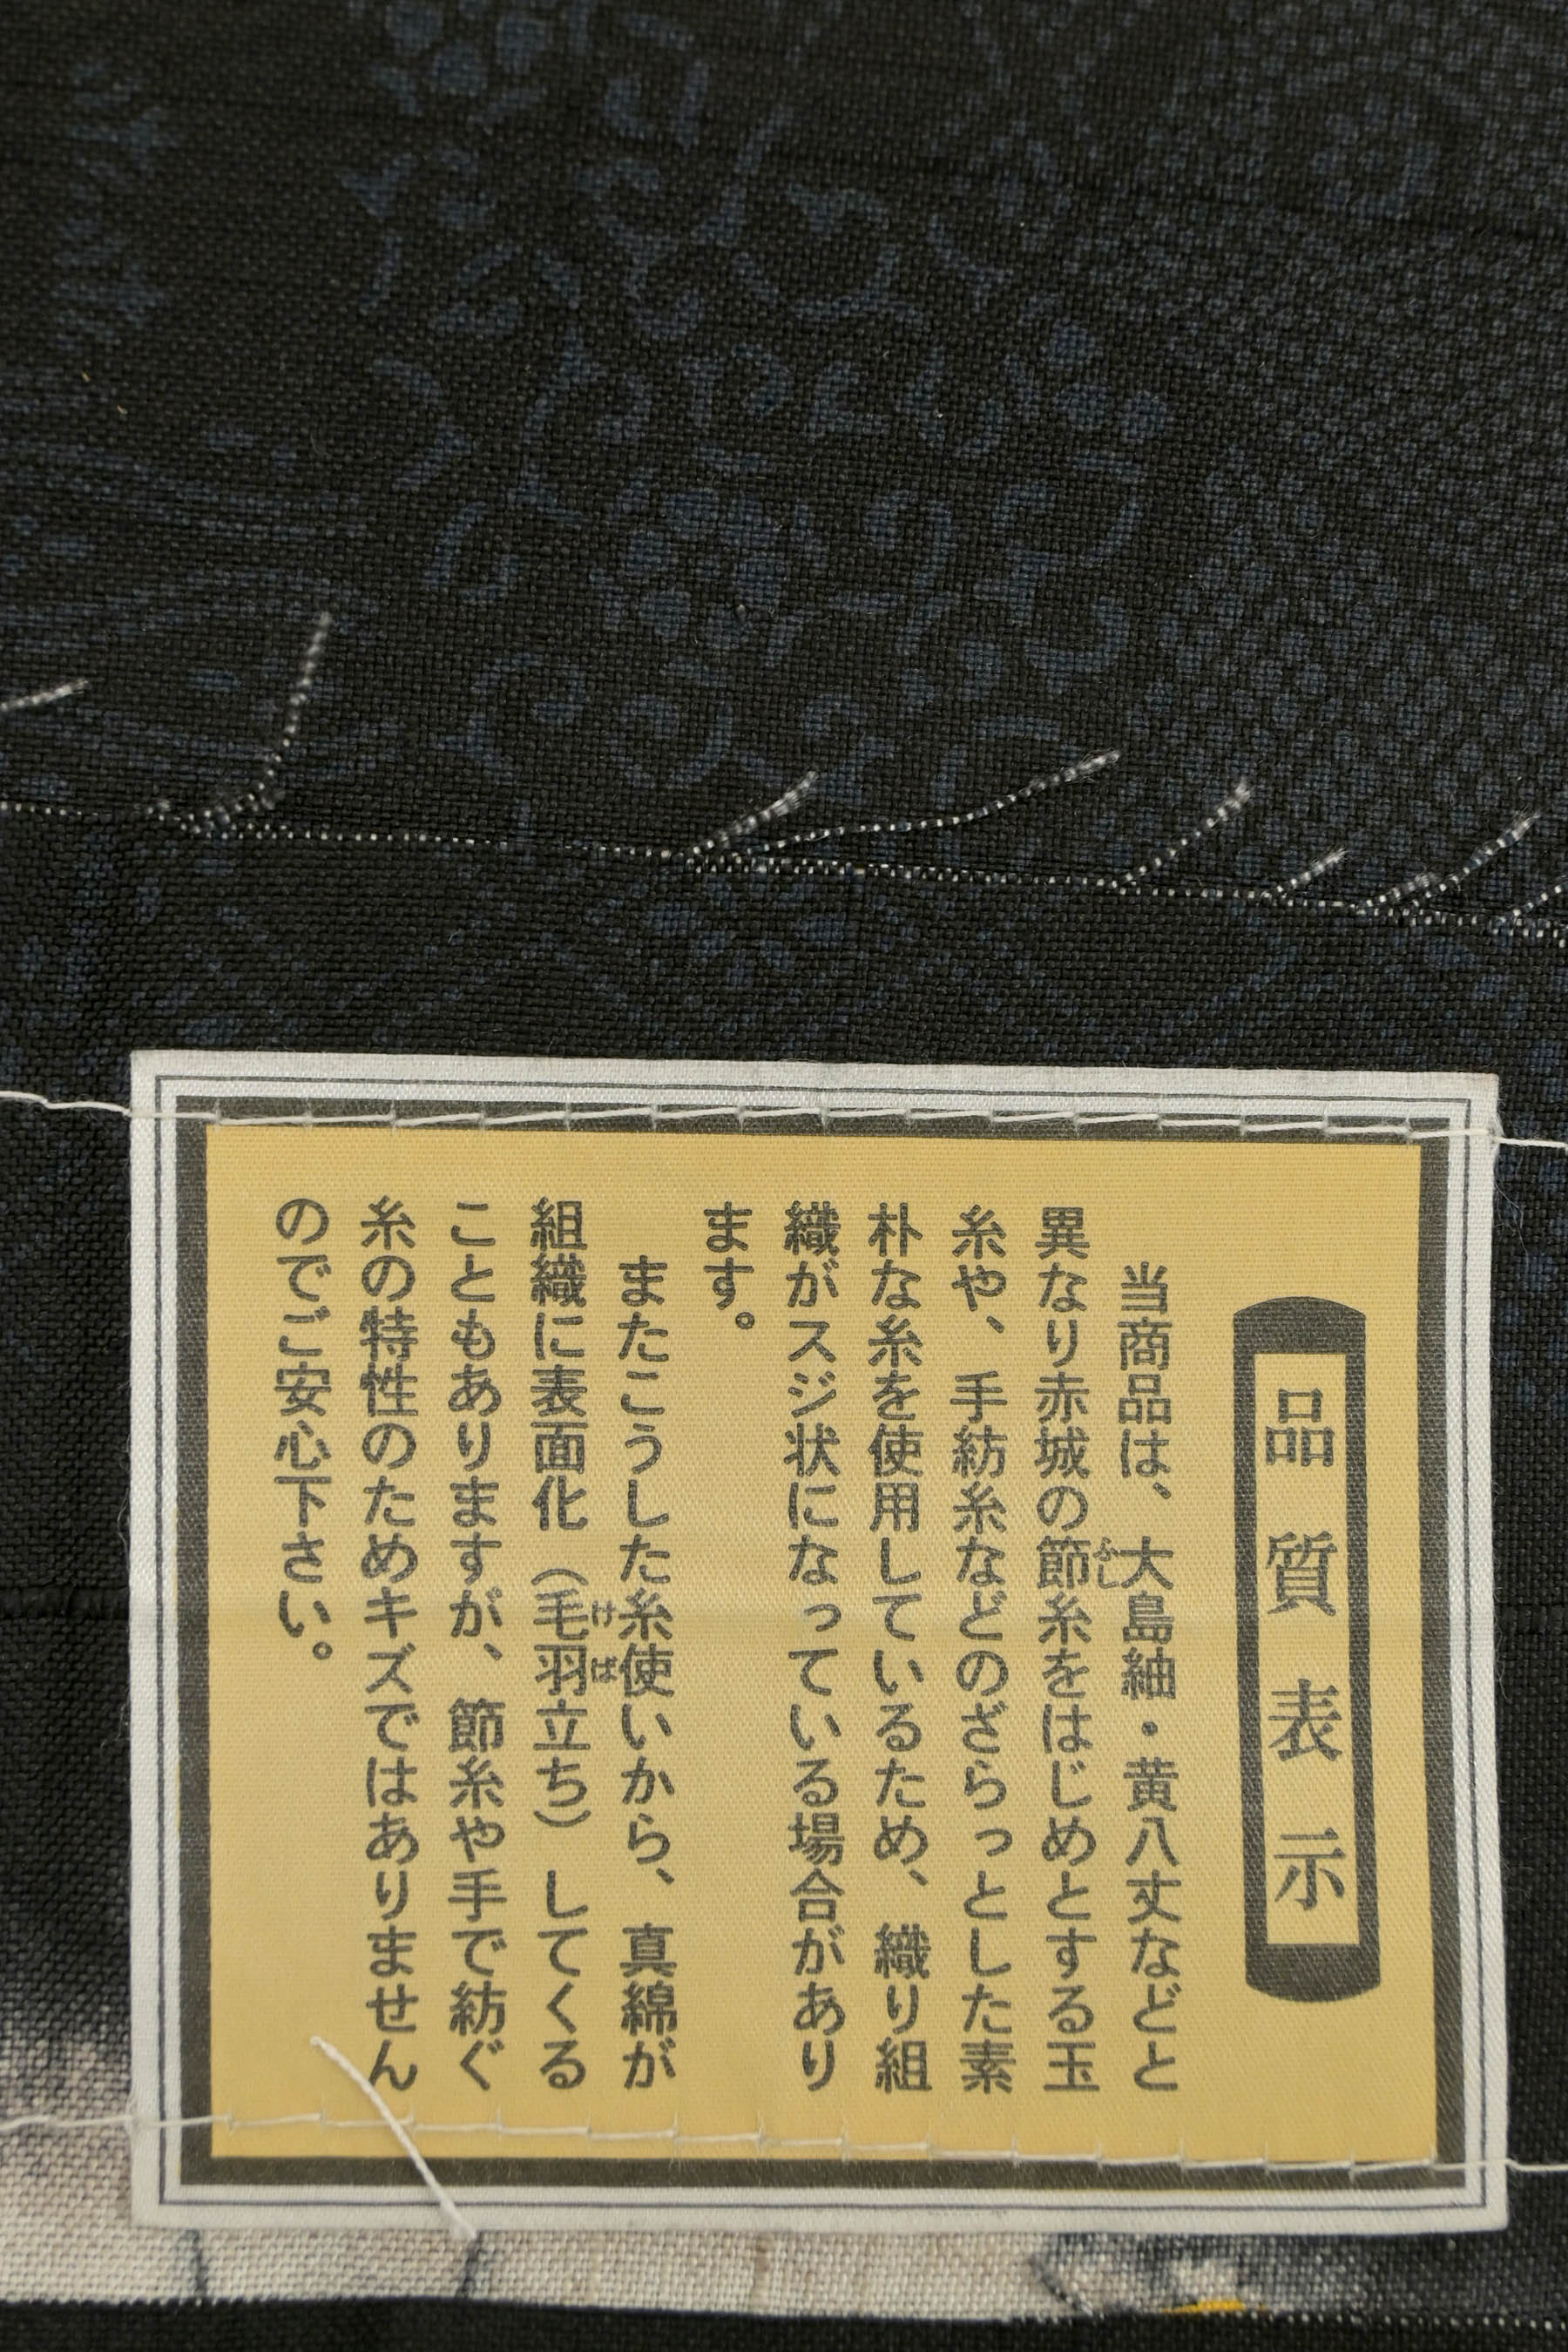 品質表示
当商品は、大島紬・黄八丈などと
異なり赤城の節糸をはじめとする玉
ふし
糸や、手紡糸などのざらっとした素
朴な糸を使用しているため、織り組
織がスジ状になっている場合があり
ます。
またこうした糸使いから、真綿が
組織に表面化（毛羽立ち）してくる
けば
こともありますが、節糸や手で紡ぐ
糸の特性のためキズではありません
のでご安心下さい。